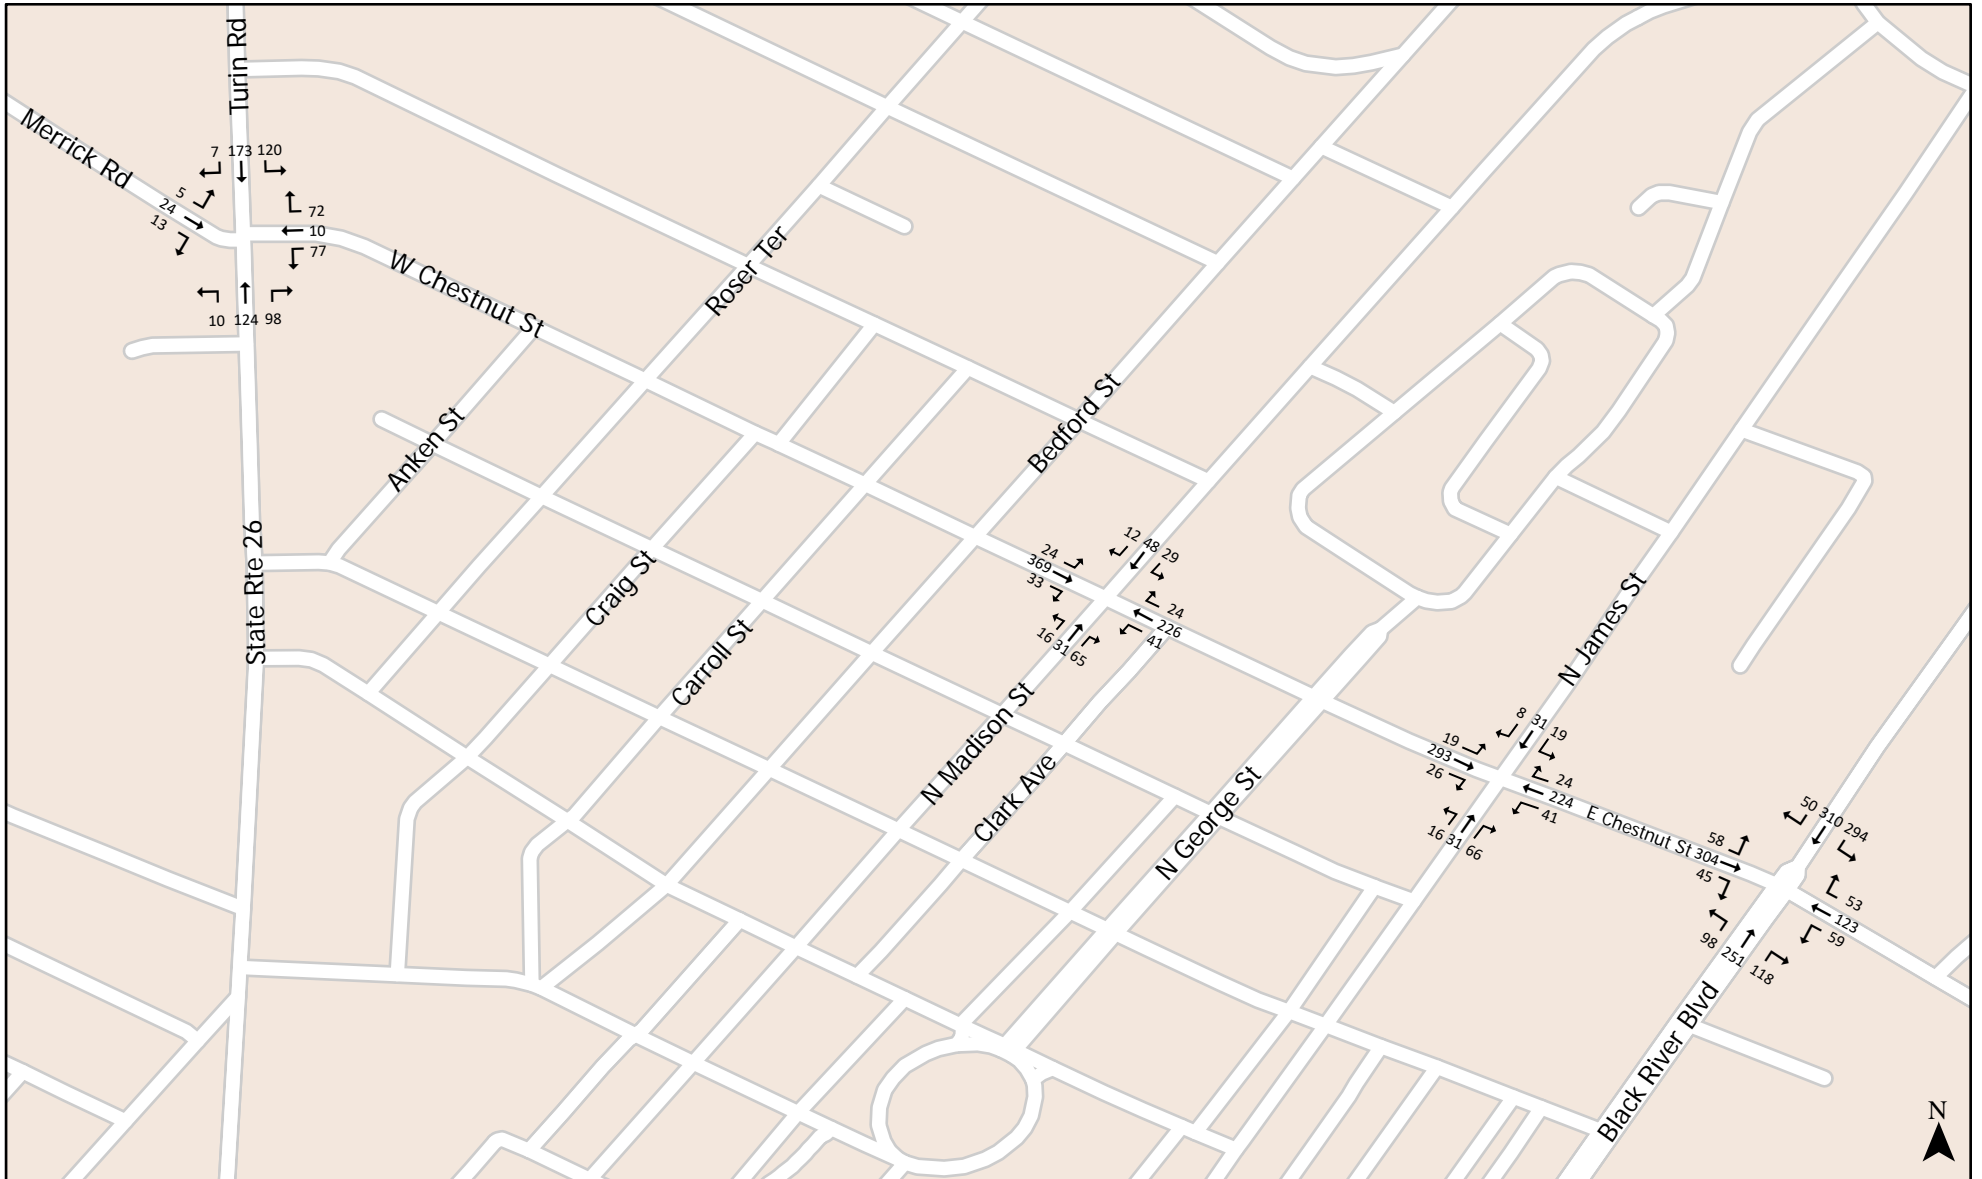 Turin Rd
Merrick Rd
7 173 120
5
24
13
72
10
77
10 124 98
W Chestnut St
Roser Ter
Anken St
Bedford St
State Rte 26
Craig St
Carroll St
24
369
33
12 48 29
24
226
41
16 31 65
N Madison St
Clark Ave
N George St
N James St
19
293
26
8 31 19
24
224
41
16 31 66
E Chestnut St
58
304
45
50 310 294
53
123
59
98 251 118
Black River Blvd
N